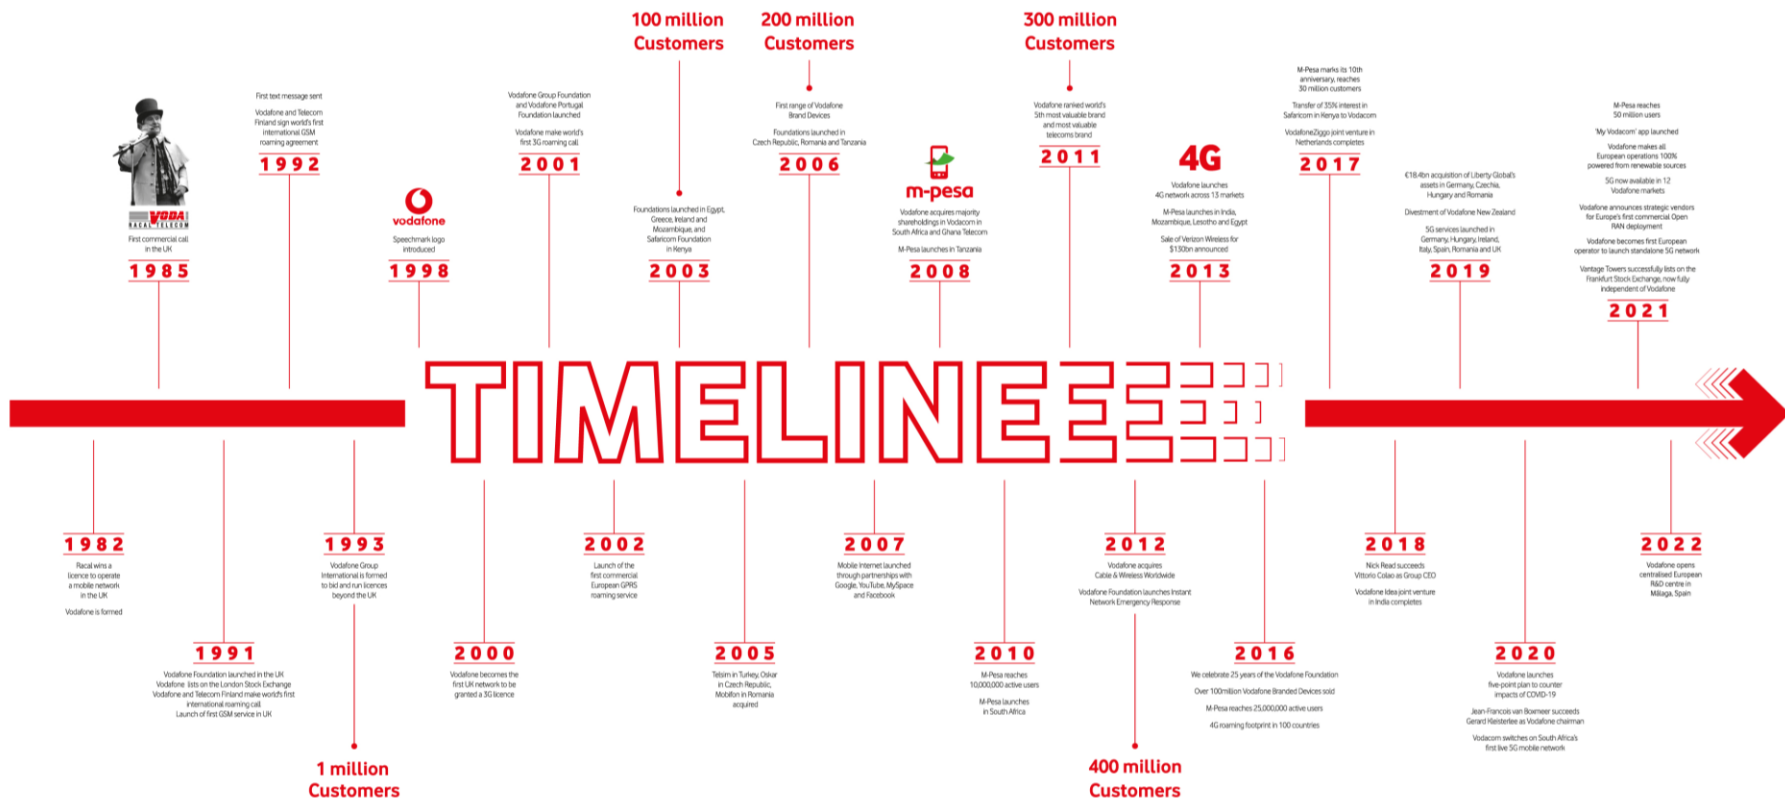 100 million
Customers
200 million
Customers
300 million
Customers
VODA
RACAL TELECOM
First commercial call
in the UK
1985
First text message sent
Vodafone and Telecom
Finland sign world's first
international GSM
roaming agreement
1992
vodafone
Speechmark logo
introduced
1998
Vodafone Group Foundation
and Vodafone Portugal
Foundation launched
Vodafone make world's
first 3G roaming call
2001
Foundations launched in Egypt,
Greece, Ireland and
Mozambique, and
Safaricom Foundation
in Kenya
2003
First range of Vodafone
Brand Devices
Foundations launched in
Czech Republic, Romania and Tanzania
2006
m-pesa
Vodafone acquires majority
shareholdings in Vodacom in
South Africa and Ghana Telecom
M-Pesa launches in Tanzania
2008
Vodafone ranked world's
5th most valuable brand
and most valuable
telecoms brand
2011
4G
Vodafone launches
4G network across 13 markets
M-Pesa launches in India,
Mozambique, Lesotho and Egypt
Sale of Verizon Wireless for
$130bn announced
2013
M-Pesa marks its 10th
anniversary, reaches
30 million customers
Transfer of 35% interest in
Safaricom in Kenya to Vodacom
VodafoneZiggo joint venture in
Netherlands completes
2017
€18.4bn acquisition of Liberty Global's
assets in Germany, Czechia,
Hungary and Romania
Divestment of Vodafone New Zealand
5G services launched in
Germany, Hungary, Ireland,
Italy, Spain, Romania and UK
2019
M-Pesa reaches
50 million users
'My Vodacom' app launched
Vodafone makes all
European operations 100%
powered from renewable sources
5G now available in 12
Vodafone markets
Vodafone announces strategic vendors
for Europe's first commercial Open
RAN deployment
Vodafone becomes first European
operator to launch standalone 5G network
Vantage Towers successfully lists on the
Frankfurt Stock Exchange, now fully
independent of Vodafone
2021
TIMELINE
1982
Racal wins a
licence to operate
a mobile network
in the UK
Vodafone is formed
1991
Vodafone Foundation launched in the UK
Vodafone lists on the London Stock Exchange
Vodafone and Telecom Finland make world's first
international roaming call
Launch of first GSM service in UK
1993
Vodafone Group
International is formed
to bid and run licences
beyond the UK
1 million
Customers
2000
Vodafone becomes the
first UK network to be
granted a 3G licence
2002
Launch of the
first commercial
European GPRS
roaming service
2005
Telsim in Turkey, Oskar
in Czech Republic,
Mobifon in Romania
acquired
2007
Mobile Internet launched
through partnerships with
Google, YouTube, MySpace
and Facebook
2010
M-Pesa reaches
10,000,000 active users
M-Pesa launches
in South Africa
2012
Vodafone acquires
Cable & Wireless Worldwide
Vodafone Foundation launches Instant
Network Emergency Response
400 million
Customers
2016
We celebrate 25 years of the Vodafone Foundation
Over 100million Vodafone Branded Devices sold
M-Pesa reaches 25,000,000 active users
4G roaming footprint in 100 countries
2018
Nick Read succeeds
Vittorio Colao as Group CEO
Vodafone Idea joint venture
in India completes
2020
Vodafone launches
five-point plan to counter
impacts of COVID-19
Jean-Francois van Boxmeer succeeds
Gerard Kleisterlee as Vodafone chairman
Vodacom switches on South Africa's
first live 5G mobile network
2022
Vodafone opens
centralised European
R&D centre in
Málaga, Spain